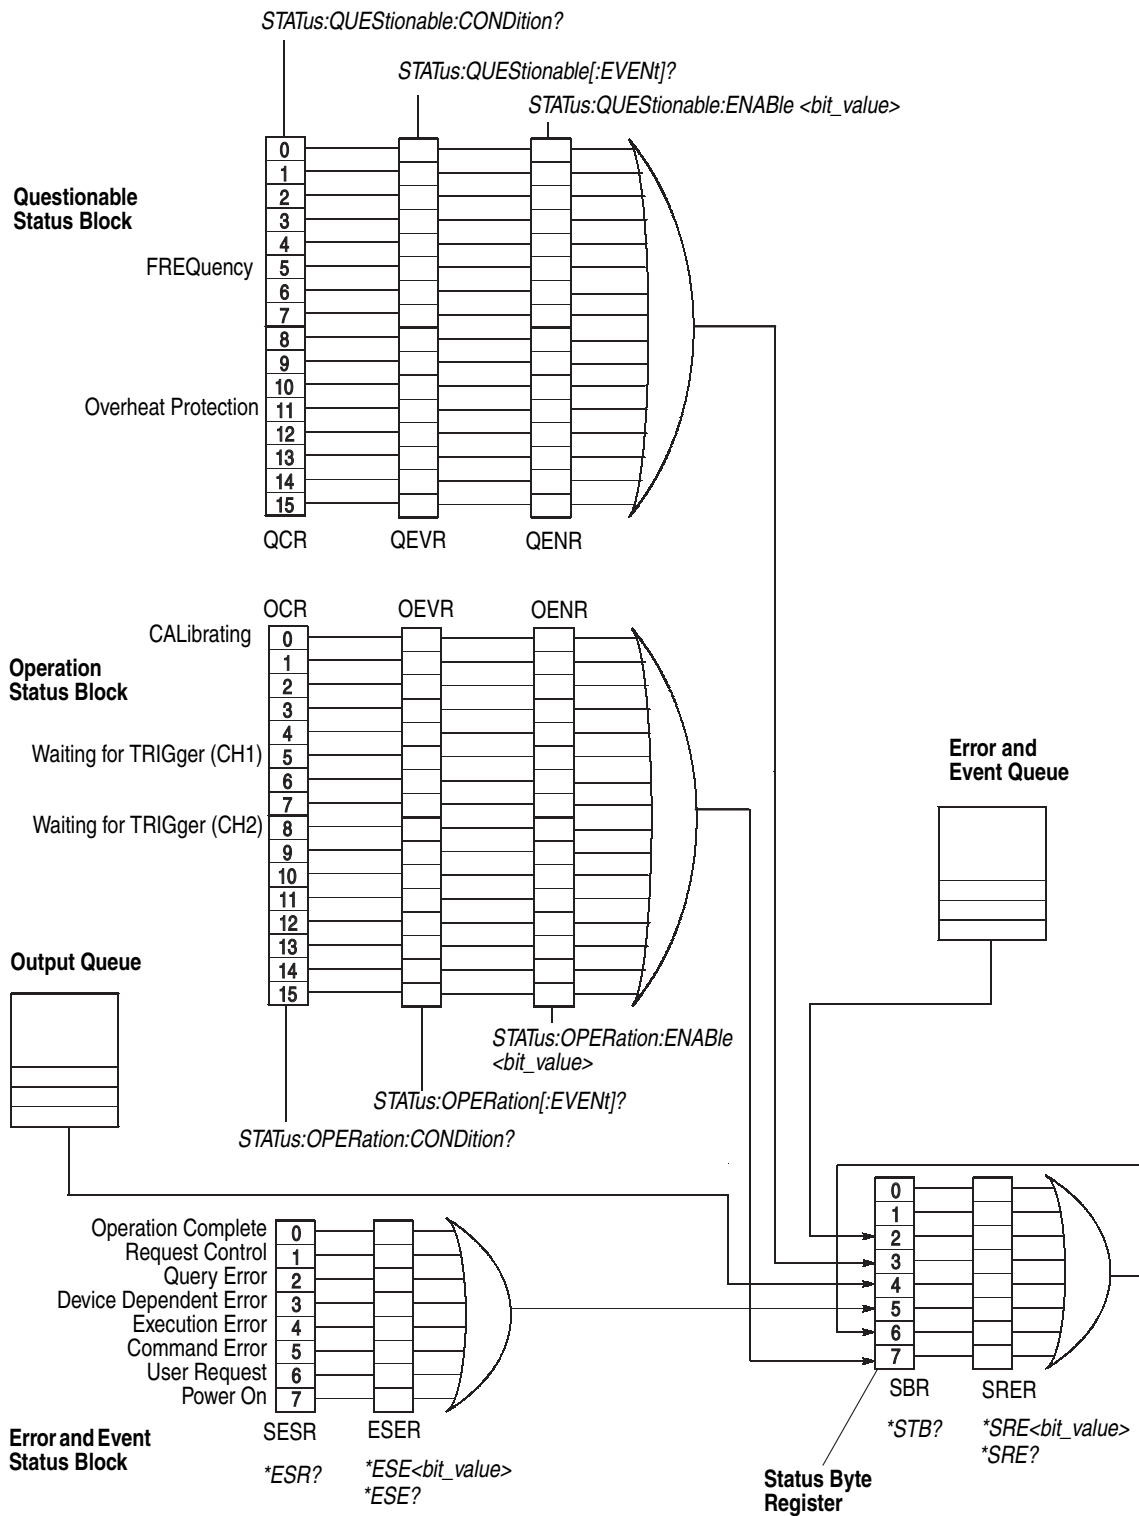 STATus:QUEStionable:CONDition?
STATus:QUEStionable[:EVENt]?
STATus:QUEStionable:ENABle <bit_value>
Questionable
Status Block
FREQuency
Overheat Protection
0
1
2
3
4
5
6
7
8
9
10
11
12
13
14
15
QCR
QEVR
QENR
OCR
OEVR
OENR
CALibrating
Operation
Status Block
Waiting for TRIGger (CH1)
Waiting for TRIGger (CH2)
0
1
2
3
4
5
6
7
8
9
10
11
12
13
14
15
Error and
Event Queue
Output Queue
STATus:OPERation:ENABle
<bit_value>
STATus:OPERation[:EVENt]?
STATus:OPERation:CONDition?
Operation Complete 0
Request Control 1
Query Error 2
Device Dependent Error 3
Execution Error 4
Command Error 5
User Request 6
Power On 7
SESR
ESER
Error and Event
Status Block
*ESR?
*ESE<bit_value>
*ESE?
0
1
2
3
4
5
6
7
SBR
SRER
*STB?
*SRE<bit_value>
*SRE?
Status Byte
Register